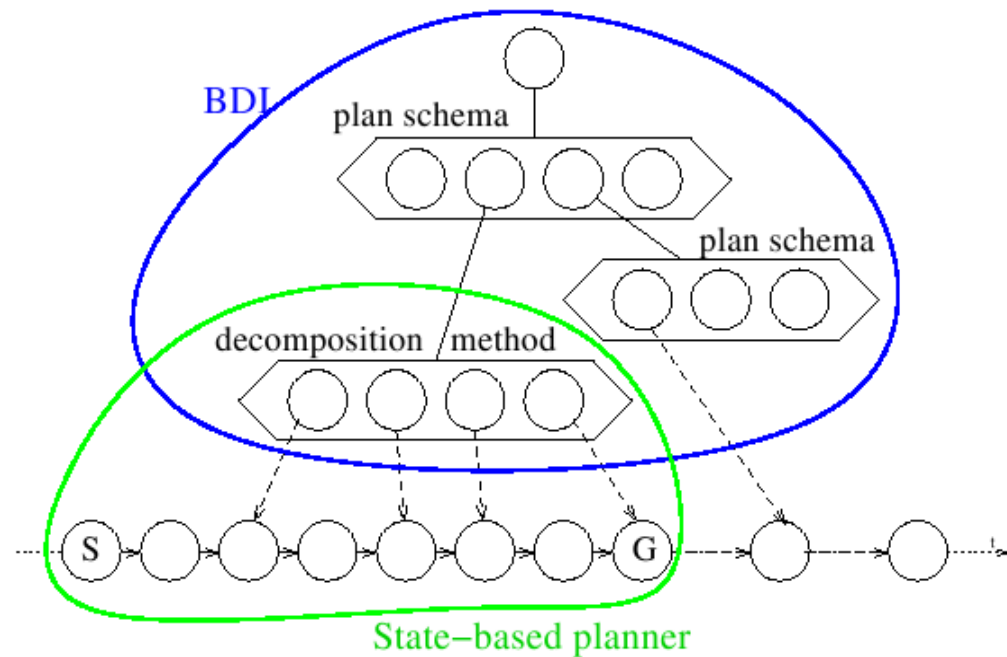 BDI
plan schema
plan schema
decomposition method
S
G
t
State-based planner